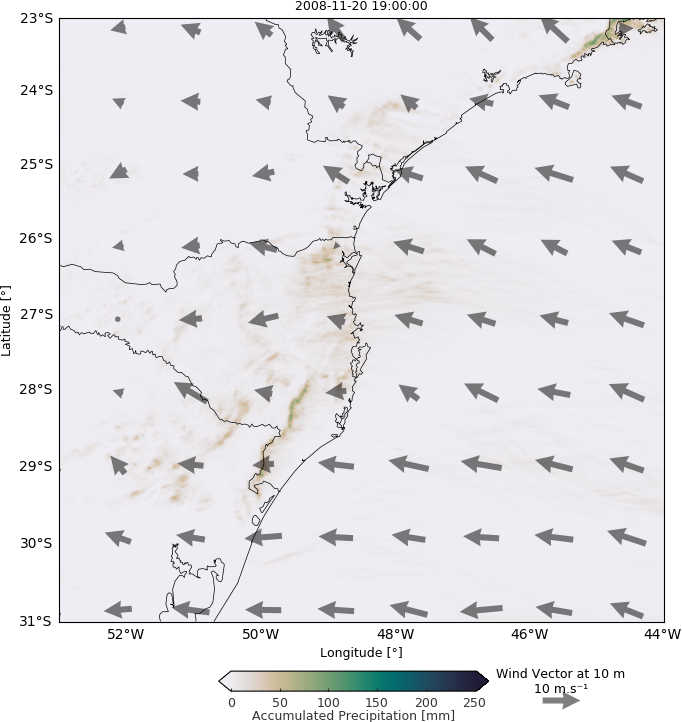 2008-11-20 19:00:00
23°S
24°S
25°S
26°S
27°S
28°S
29°S
30°S
31°S
Latitude [°]
52°W 50°W 48°W 46°W 44°W
Longitude [°]
0 50 100 150 200 250
Accumulated Precipitation [mm]
Wind Vector at 10 m
10 m.s⁻¹